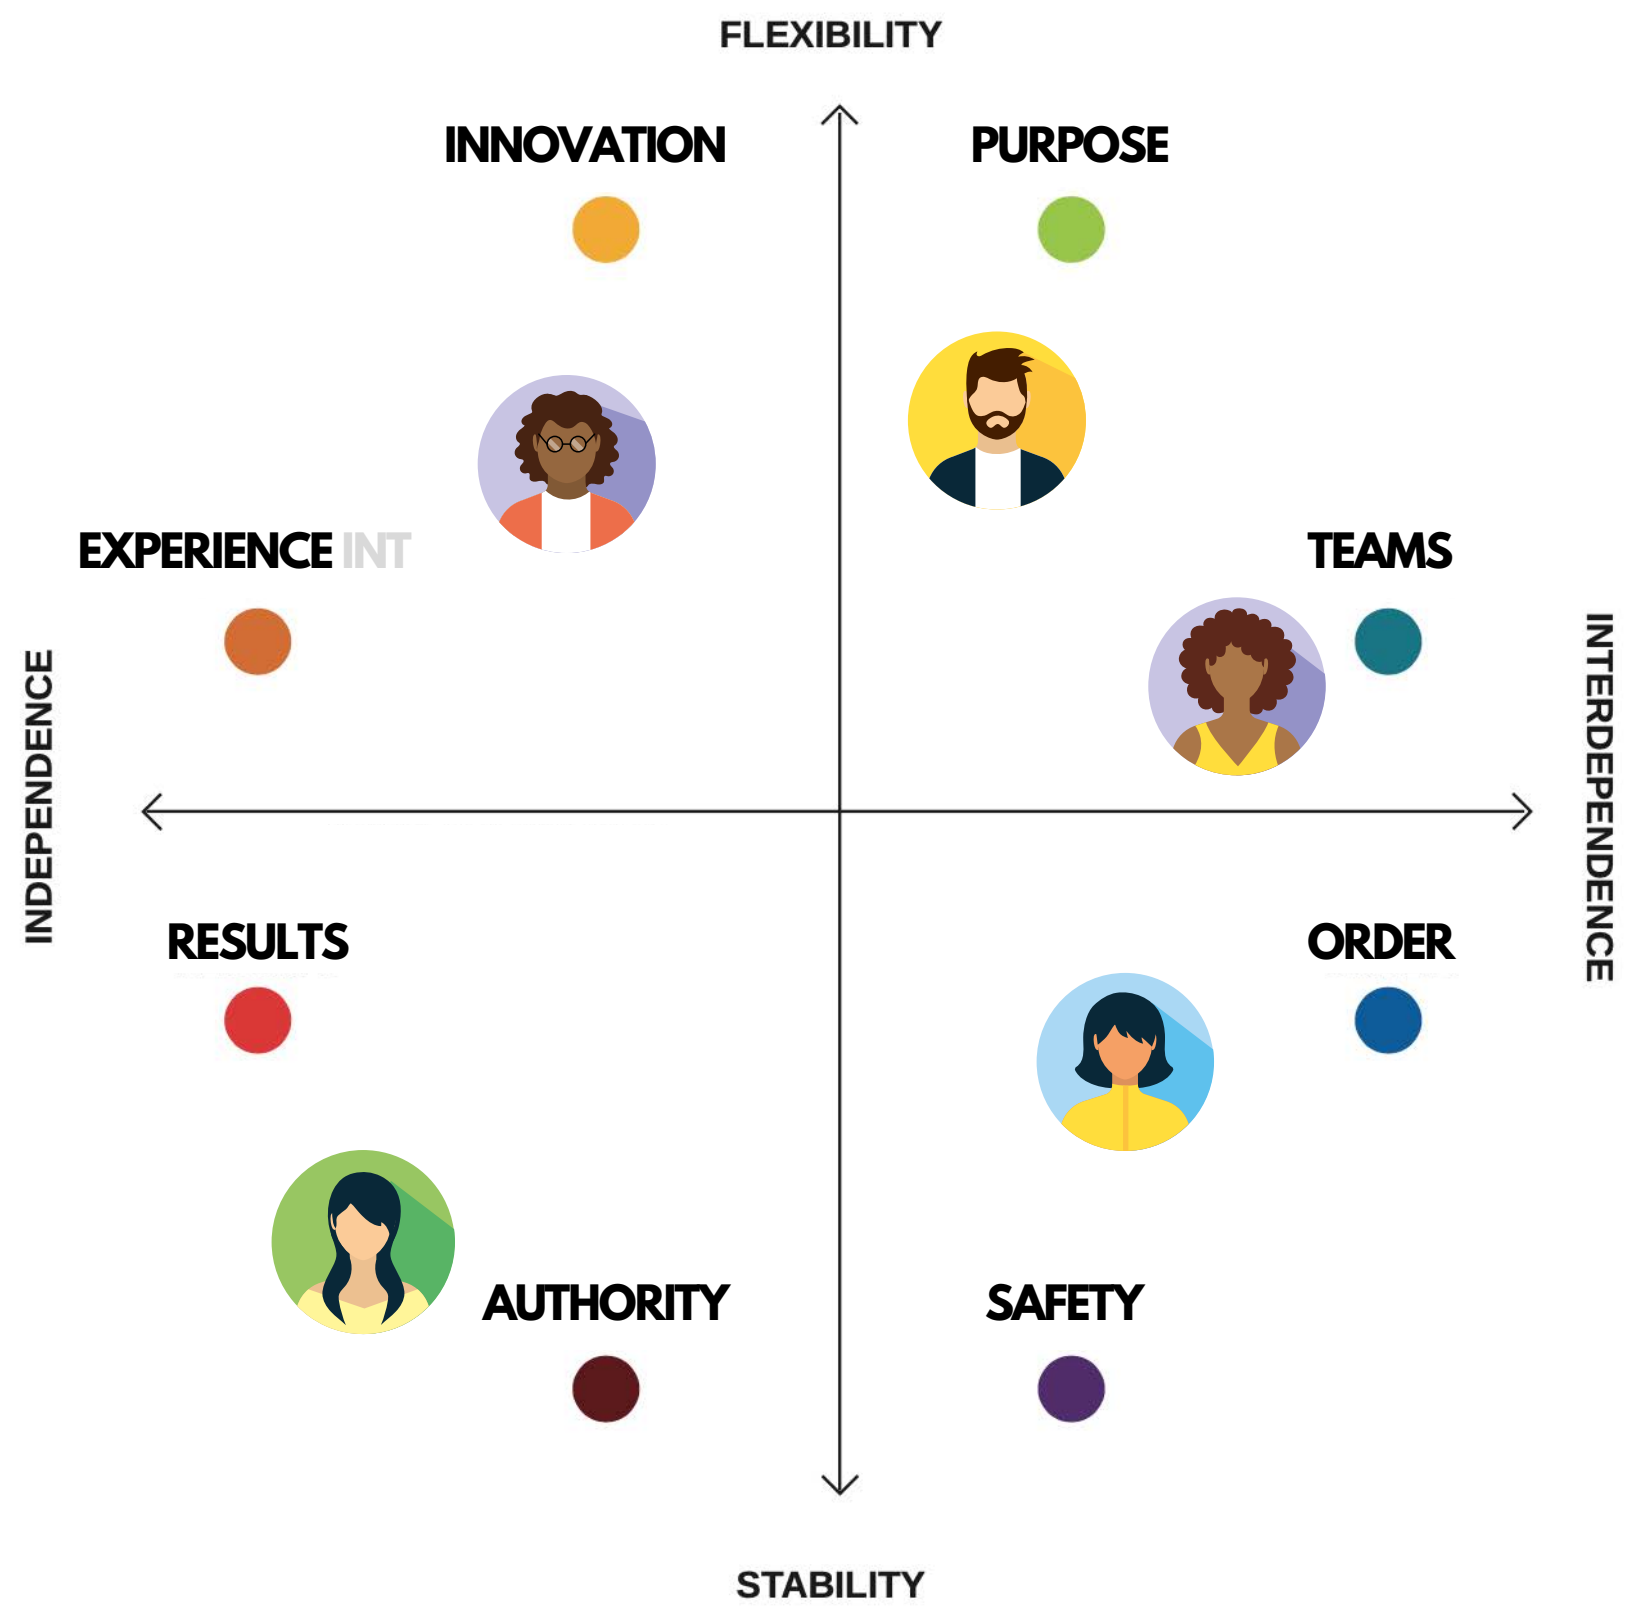 FLEXIBILITY
INNOVATION
PURPOSE
EXPERIENCE INT
TEAMS
INDEPENDENCE
INTERDEPENDENCE
RESULTS
ORDER
AUTHORITY
SAFETY
STABILITY